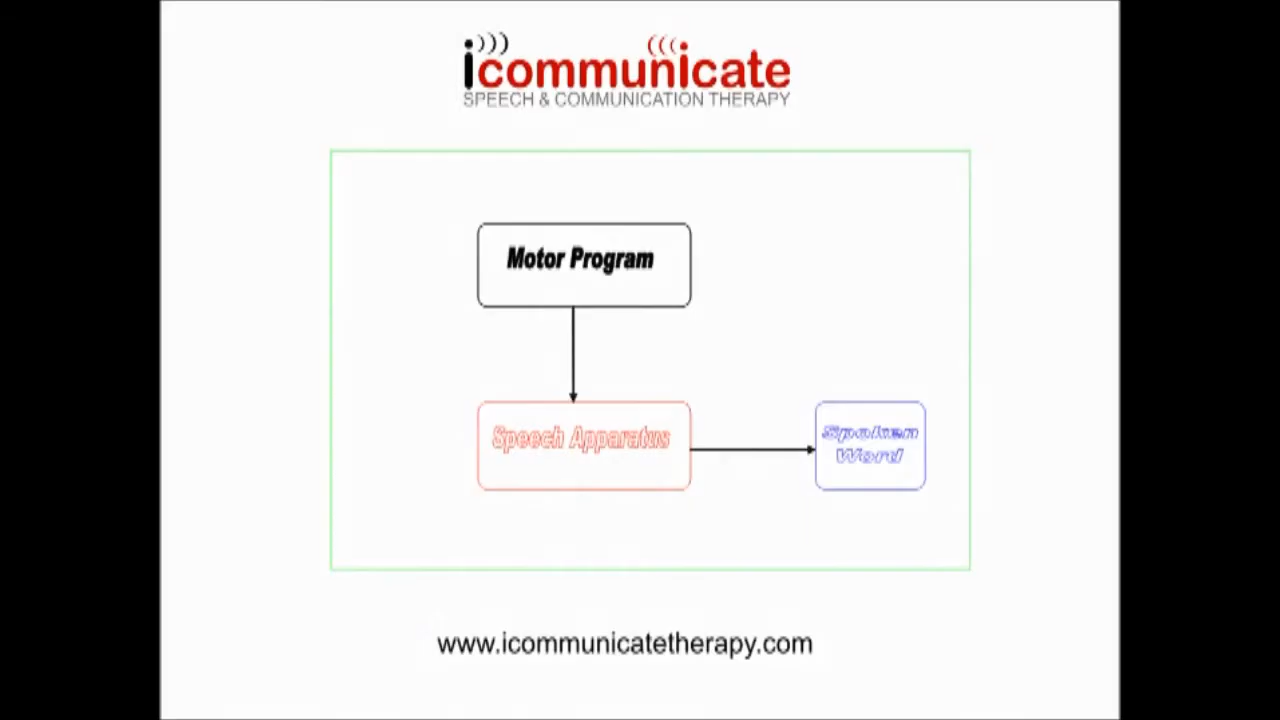 icommunicate
SPEECH & COMMUNICATION THERAPY
Motor Program
Speech Apparatus
Spoken
Word
www.icommunicatetherapy.com